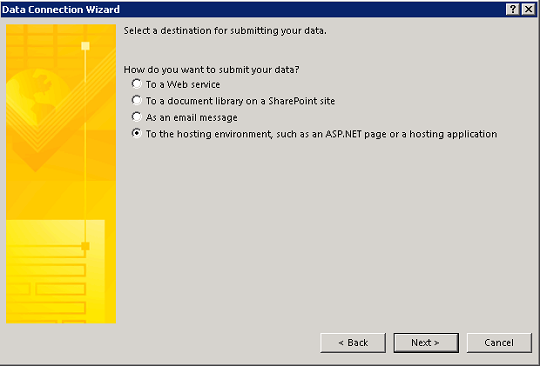 Data Connection Wizard
Select a destination for submitting your data.
How do you want to submit your data?
To a Web service
To a document library on a SharePoint site
As an email message
To the hosting environment, such as an ASP.NET page or a hosting application
< Back Next > Cancel